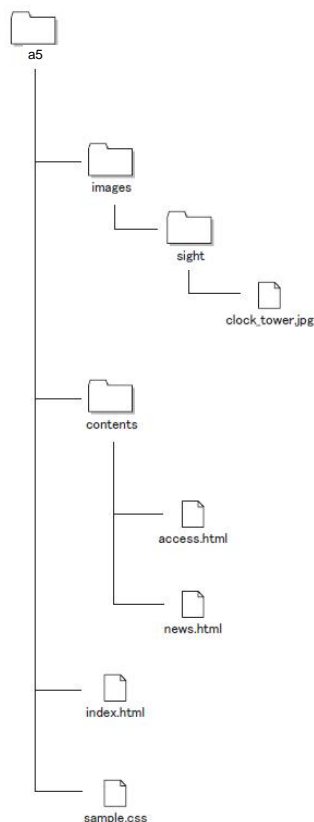 a5
images
sight
clock_tower.jpg
contents
access.html
news.html
index.html
sample.css